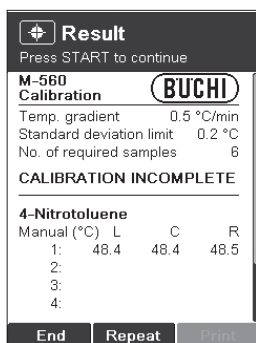 Result
Press START to continue
M-560
Calibration
BÜCHI
Temp. gradient 0.5 °C/min
Standard deviation limit 0.2 °C
No. of required samples 6
CALIBRATION INCOMPLETE
4-Nitrotoluene
Manual (°C) L C R
1: 48.4 48.4 48.5
2:
3:
4:
End Repeat Print